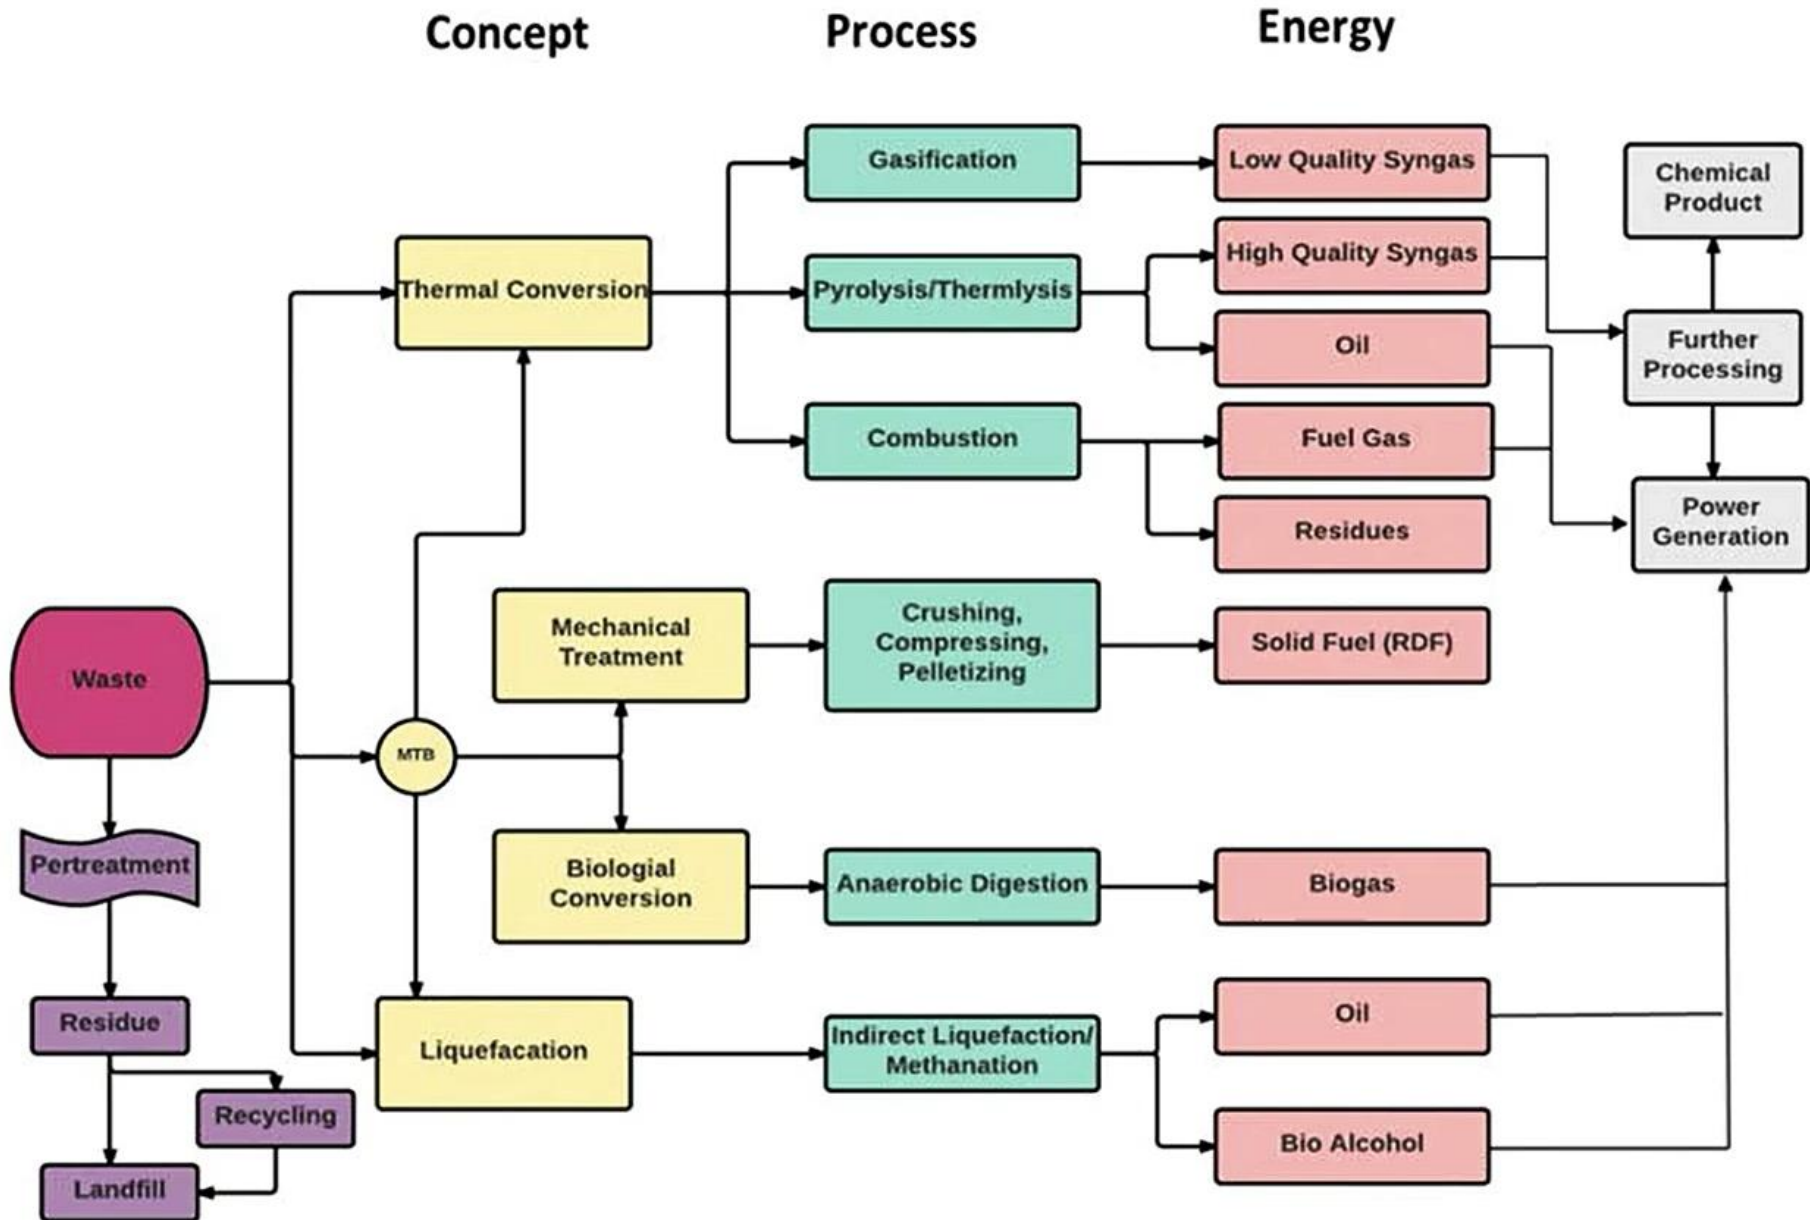 Concept
Process
Energy
Gasification
Low Quality Syngas
Chemical
Product
High Quality Syngas
Thermal Conversion
Pyrolysis/Thermlysis
Oil
Further
Processing
Combustion
Fuel Gas
Residues
Power
Generation
Mechanical
Treatment
Crushing,
Compressing,
Pelletizing
Solid Fuel (RDF)
Waste
MTB
Pertreatment
Biologial
Conversion
Anaerobic Digestion
Biogas
Residue
Liquefacation
Indirect Liquefaction/
Methanation
Oil
Recycling
Bio Alcohol
Landfill